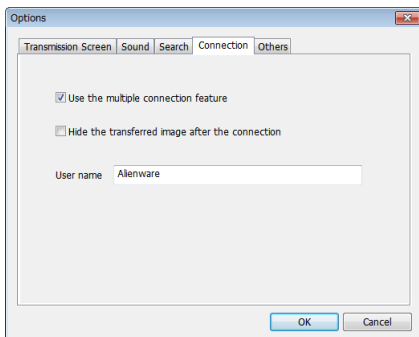 Options
Transmission Screen Sound Search Connection Others
Use the multiple connection feature
Hide the transferred image after the connection
User name Alienware
OK Cancel